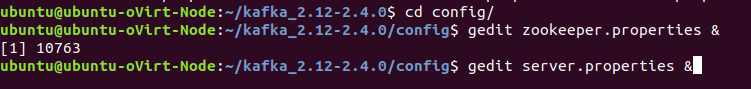 ubuntu@ubuntu-oVirt-Node:~/kafka_2.12-2.4.0$ cd config/
ubuntu@ubuntu-oVirt-Node:~/kafka_2.12-2.4.0/config$ gedit zookeeper.properties &
[1] 10763
ubuntu@ubuntu-oVirt-Node:~/kafka_2.12-2.4.0/config$ gedit server.properties &